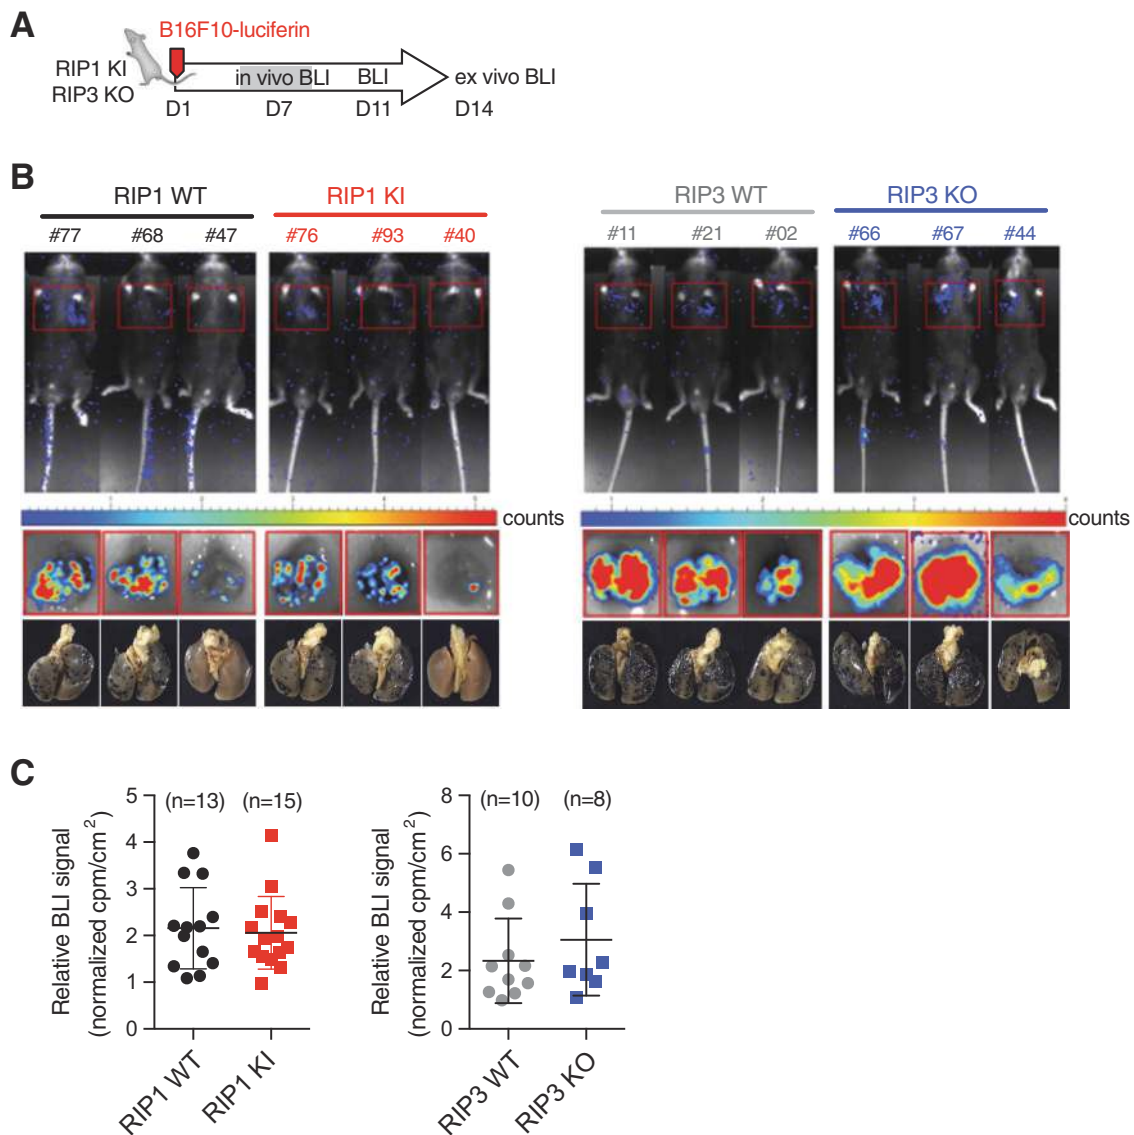 A
B16F10-luciferin
RIP1 KI
RIP3 KO
in vivo BLI
BLI
ex vivo BLI
D1
D7
D11
D14
B
RIP1 WT
RIP1 KI
RIP3 WT
RIP3 KO
#77
#68
#47
#76
#93
#40
#11
#21
#02
#66
#67
#44
counts
counts
C
Relative BLI signal
(normalized cpm/cm²)
5
4
3
2
1
0
(n=13)
(n=15)
RIP1 WT
RIP1 KI
Relative BLI signal
(normalized cpm/cm²)
8
6
4
2
0
(n=10)
(n=8)
RIP3 WT
RIP3 KO